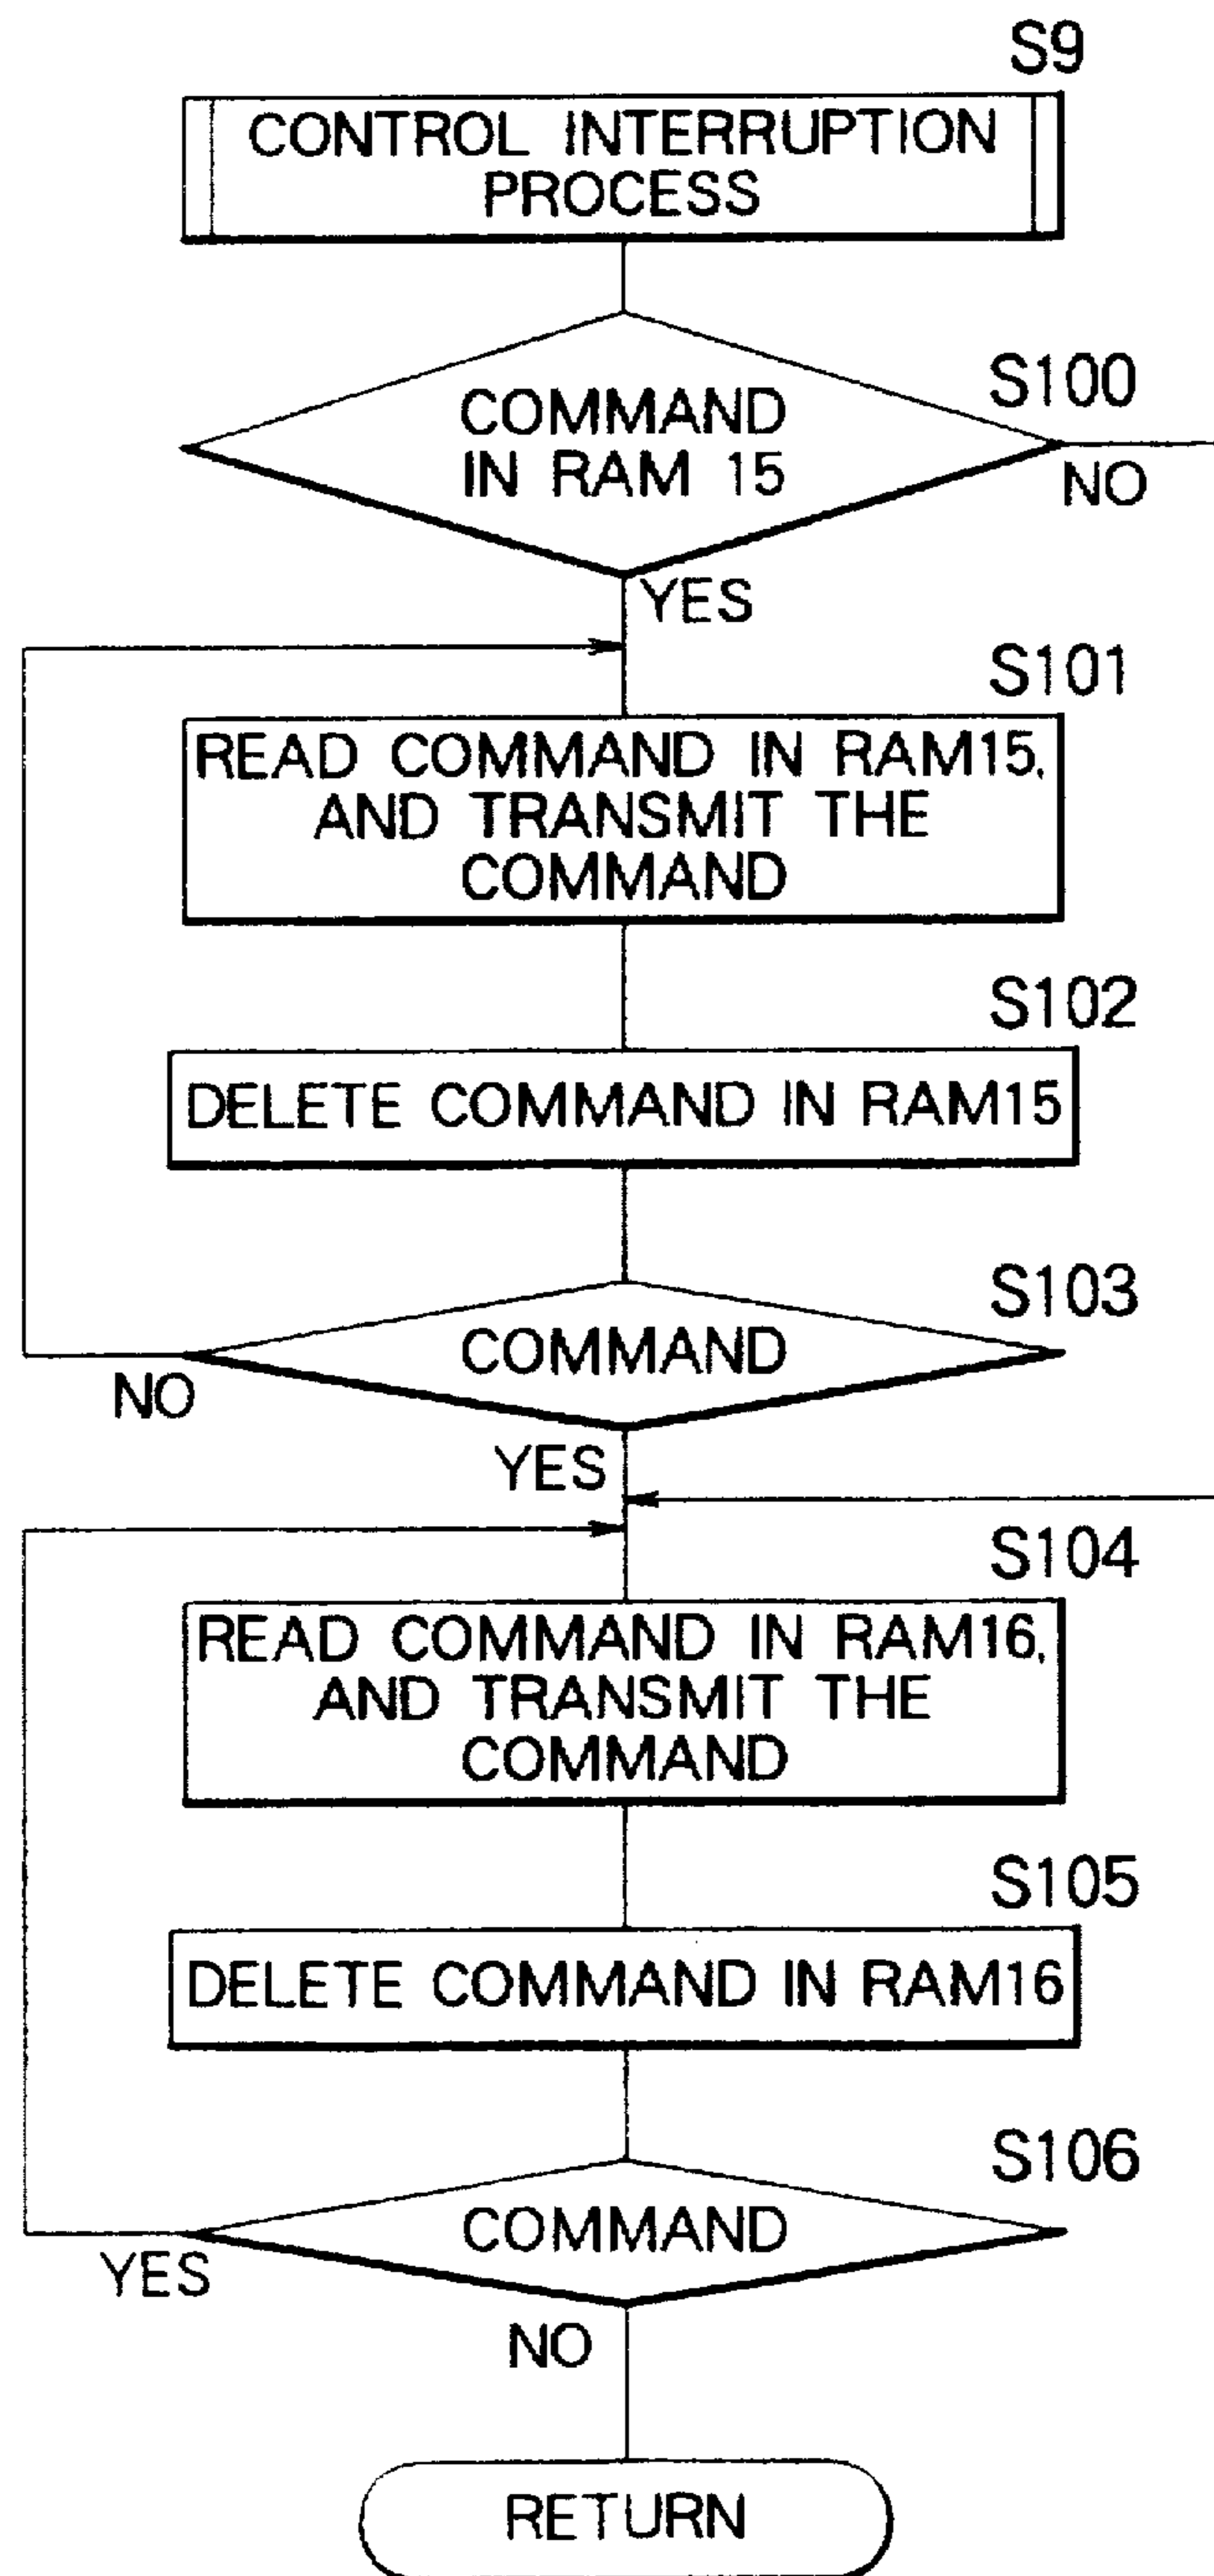 S9
CONTROL INTERRUPTION
PROCESS
S100
COMMAND
IN RAM 15
NO
YES
S101
READ COMMAND IN RAM15,
AND TRANSMIT THE
COMMAND
S102
DELETE COMMAND IN RAM15
S103
COMMAND
NO
YES
S104
READ COMMAND IN RAM16,
AND TRANSMIT THE
COMMAND
S105
DELETE COMMAND IN RAM16
S106
COMMAND
YES
NO
RETURN